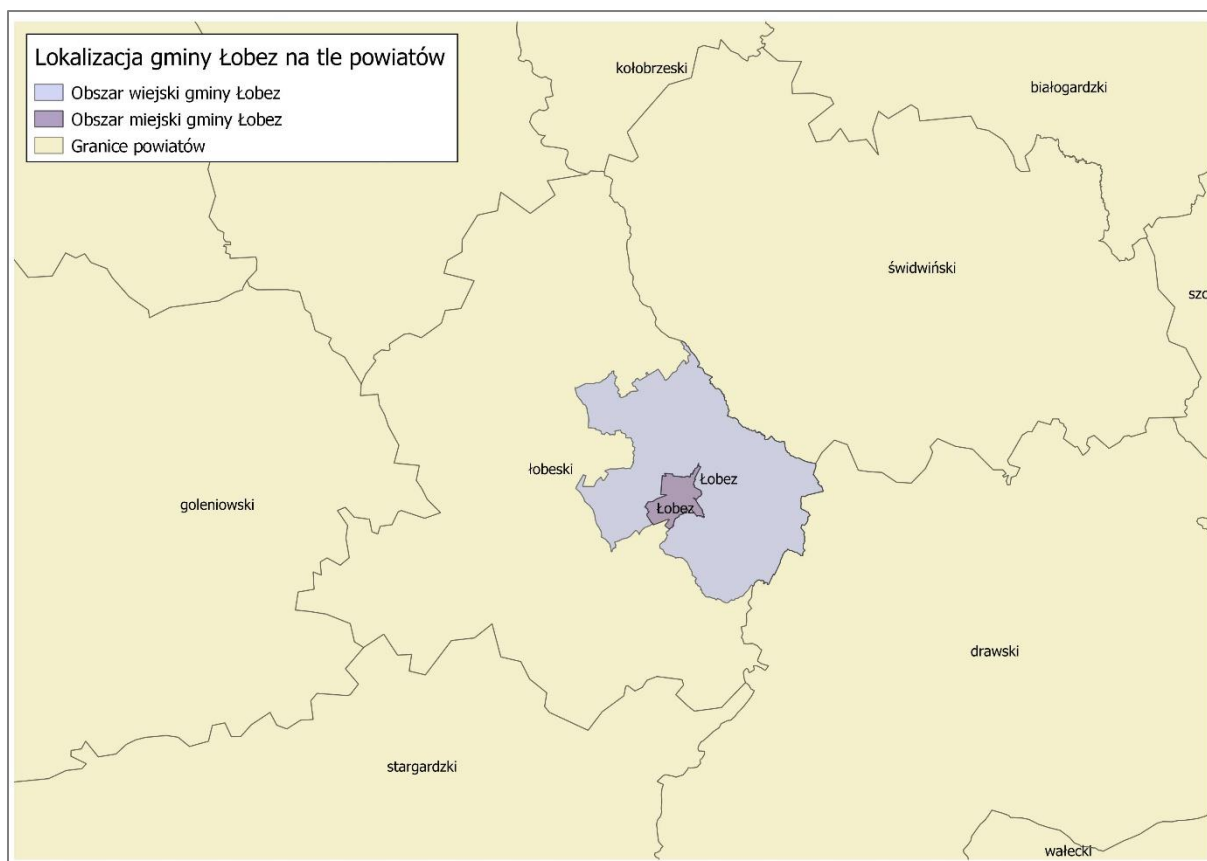 Lokalizacja gminy Łobez na tle powiatów
Obszar wiejski gminy Łobez
Obszar miejski gminy Łobez
Granice powiatów
kołobrzeski
białogardzki
świdwiński
szc
łobeski
Łobez
goleniowski
Łobez
drawski
stargardzki
wałecki